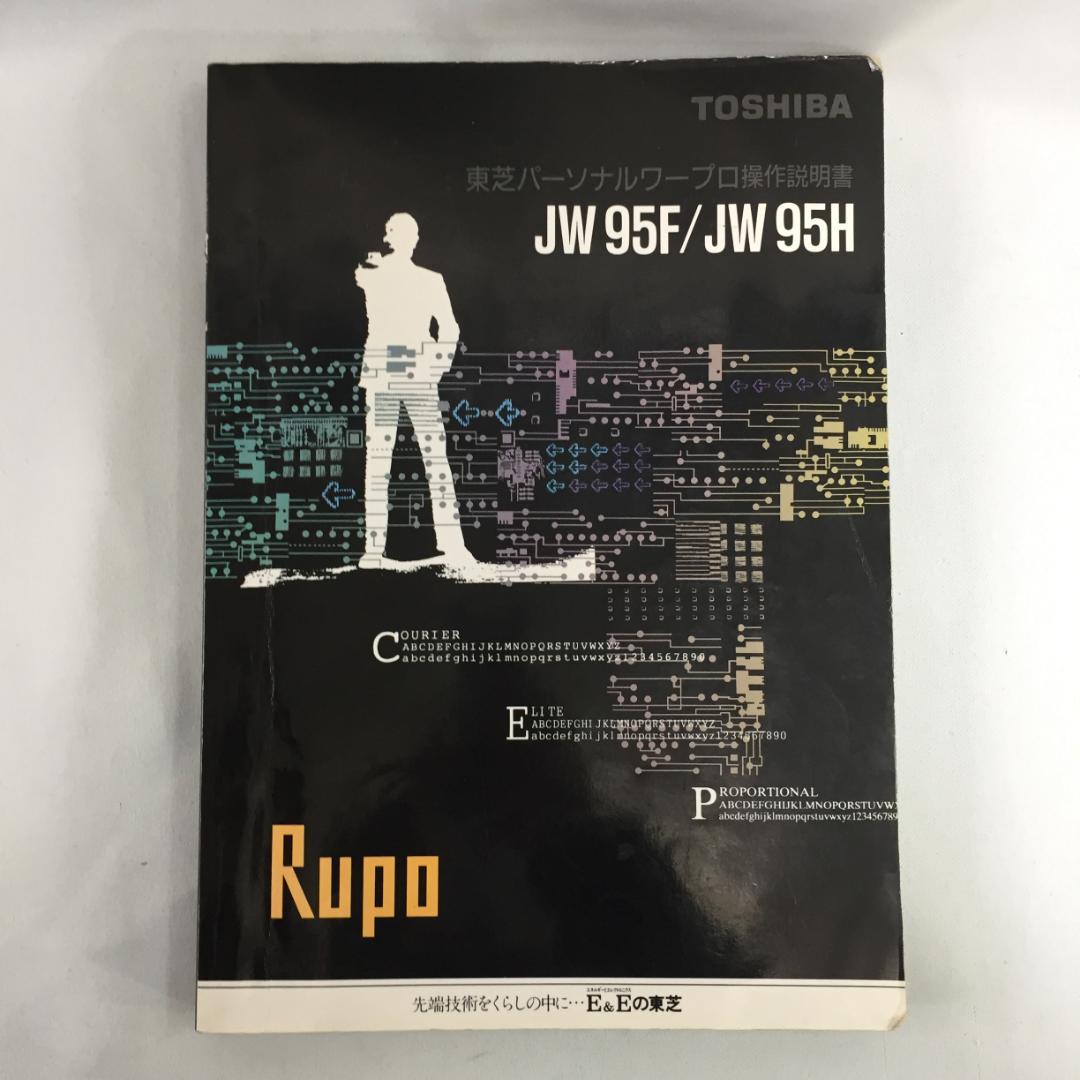 TOSHIBA
東芝パーソナルワープロ操作説明書
JW 95F/JW 95H
COURIER
ABCDEFGHIJKLMNOPQRSTUVWXYZ
abcdefghijklmnopqrstuvwxyz1234567890
ELITE
ABCDEFGHIJKLMNOPQRSTUVWXYZ
abcdefghijklmnopqrstuvwxyz1234567890
PROPORTIONAL
ABCDEFGHIJKLMNOPQRSTUVW
abcdefghijklmnopqrstuvwxyz123456789
Rupo
エネルギーとエレクトロニクス
先端技術をくらしの中に…E&Eの東芝